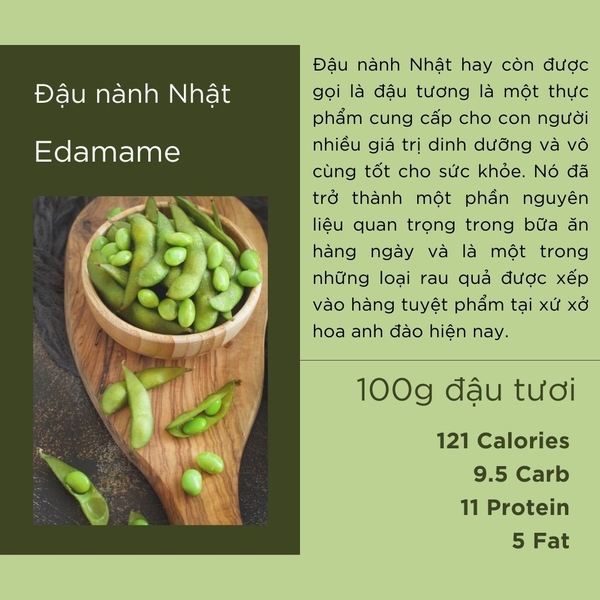 Đậu nành Nhật
Edamame
Đậu nành Nhật hay còn được
gọi là đậu tương là một thực
phẩm cung cấp cho con người
nhiều giá trị dinh dưỡng và vô
cùng tốt cho sức khỏe. Nó đã
trở thành một phần nguyên
liệu quan trọng trong bữa ăn
hàng ngày và là một trong
những loại rau quả được xếp
vào hàng tuyệt phẩm tại xứ xở
hoa anh đào hiện nay.
100g đậu tươi
121 Calories
9.5 Carb
11 Protein
5 Fat